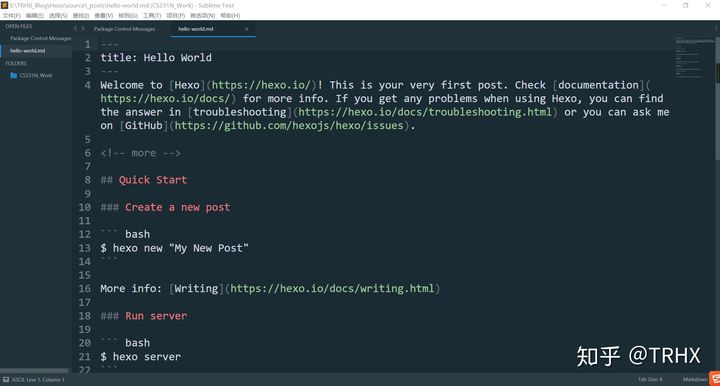 E:\TRHX_Blog\Hexo\source\_posts\hello-world.md (CS231N_Work) - Sublime Text
文件(F) 编辑(E) 选择(S) 查找(I) 查看(V) 转到(G) 工具(T) 项目(P) 首选项(N) 帮助(H)
OPEN FILES
Package Control Messages
hello-world.md
FOLDERS
CS231N_Work
Package Control Messages
hello-world.md
1 ---
2 title: Hello World
3 ---
4 Welcome to [Hexo](https://hexo.io/)! This is your very first post. Check [documentation](
https://hexo.io/docs/) for more info. If you get any problems when using Hexo, you can find
the answer in [troubleshooting](https://hexo.io/docs/troubleshooting.html) or you can ask me
on [GitHub](https://github.com/hexojs/hexo/issues).
5
6 <!-- more -->
7
8 ## Quick Start
9
10 ### Create a new post
11
12 ``` bash
13 $ hexo new "My New Post"
14 ```
15
16 More info: [Writing](https://hexo.io/docs/writing.html)
17
18 ### Run server
19
20 ``` bash
21 $ hexo server
22 ```
知乎 @TRHX
ASCII, Line 1, Column 1
Tab Size: 4
Markdown